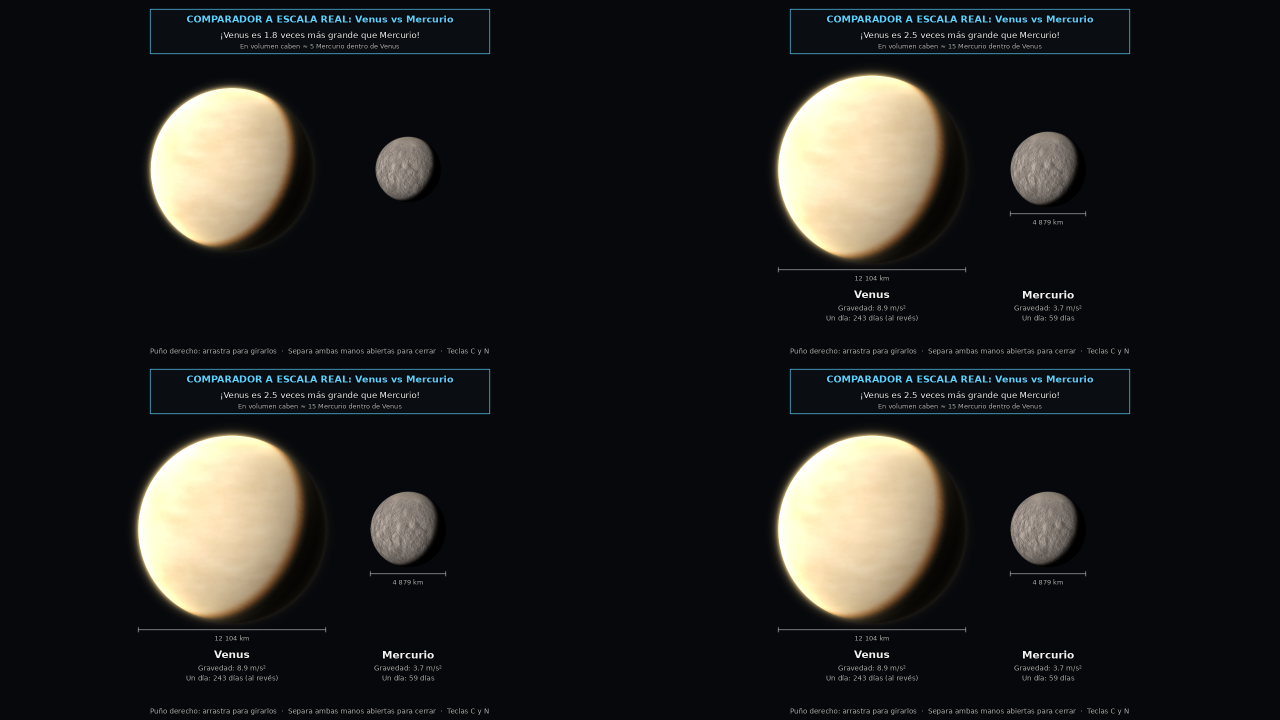 COMPARADOR A ESCALA REAL: Venus vs Mercurio
¡Venus es 1.8 veces más grande que Mercurio!
En volumen caben ≈ 5 Mercurio dentro de Venus
Puño derecho: arrastra para girarlos · Separa ambas manos abiertas para cerrar · Teclas C y N
COMPARADOR A ESCALA REAL: Venus vs Mercurio
¡Venus es 2.5 veces más grande que Mercurio!
En volumen caben ≈ 15 Mercurio dentro de Venus
4 879 km
12 104 km
Venus
Gravedad: 8.9 m/s²
Un día: 243 días (al revés)
Mercurio
Gravedad: 3.7 m/s²
Un día: 59 días
Puño derecho: arrastra para girarlos · Separa ambas manos abiertas para cerrar · Teclas C y N
COMPARADOR A ESCALA REAL: Venus vs Mercurio
¡Venus es 2.5 veces más grande que Mercurio!
En volumen caben ≈ 15 Mercurio dentro de Venus
4 879 km
12 104 km
Venus
Gravedad: 8.9 m/s²
Un día: 243 días (al revés)
Mercurio
Gravedad: 3.7 m/s²
Un día: 59 días
Puño derecho: arrastra para girarlos · Separa ambas manos abiertas para cerrar · Teclas C y N
COMPARADOR A ESCALA REAL: Venus vs Mercurio
¡Venus es 2.5 veces más grande que Mercurio!
En volumen caben ≈ 15 Mercurio dentro de Venus
4 879 km
12 104 km
Venus
Gravedad: 8.9 m/s²
Un día: 243 días (al revés)
Mercurio
Gravedad: 3.7 m/s²
Un día: 59 días
Puño derecho: arrastra para girarlos · Separa ambas manos abiertas para cerrar · Teclas C y N